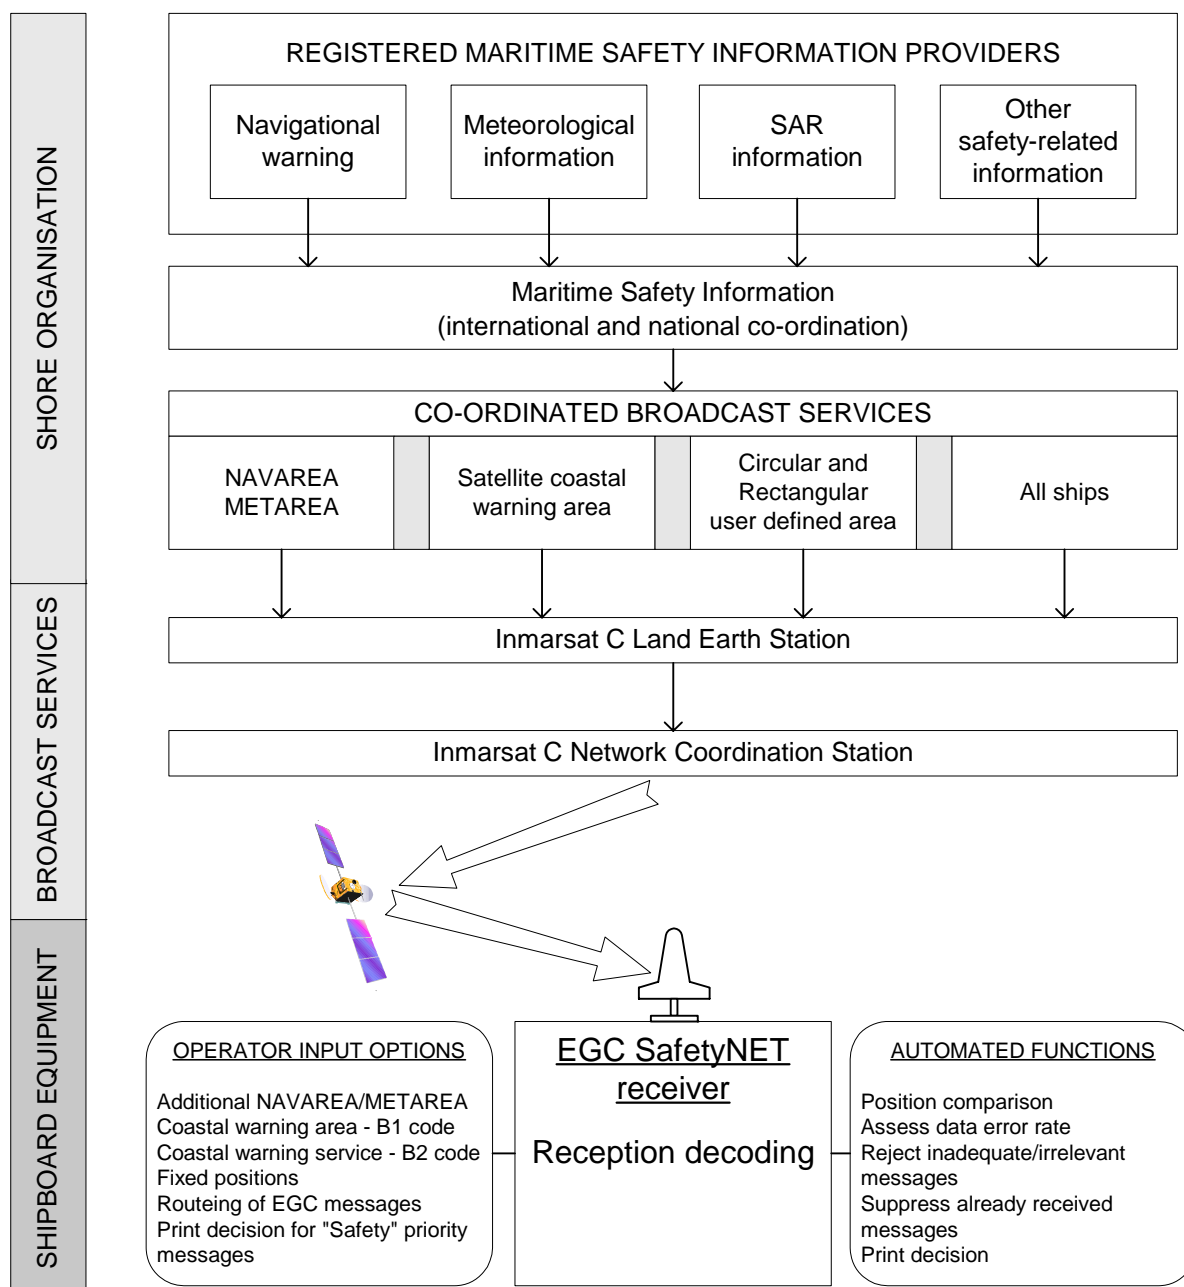 SHORE ORGANISATION
REGISTERED MARITIME SAFETY INFORMATION PROVIDERS
Navigational
warning
Meteorological
information
SAR
information
Other
safety-related
information
Maritime Safety Information
(international and national co-ordination)
CO-ORDINATED BROADCAST SERVICES
NAVAREA
METAREA
Satellite coastal
warning area
Circular and
Rectangular
user defined area
All ships
BROADCAST SERVICES
Inmarsat C Land Earth Station
Inmarsat C Network Coordination Station
SHIPBOARD EQUIPMENT
OPERATOR INPUT OPTIONS
Additional NAVAREA/METAREA
Coastal warning area - B1 code
Coastal warning service - B2 code
Fixed positions
Routeing of EGC messages
Print decision for "Safety" priority
messages
EGC SafetyNET
receiver
Reception decoding
AUTOMATED FUNCTIONS
Position comparison
Assess data error rate
Reject inadequate/irrelevant
messages
Suppress already received
messages
Print decision